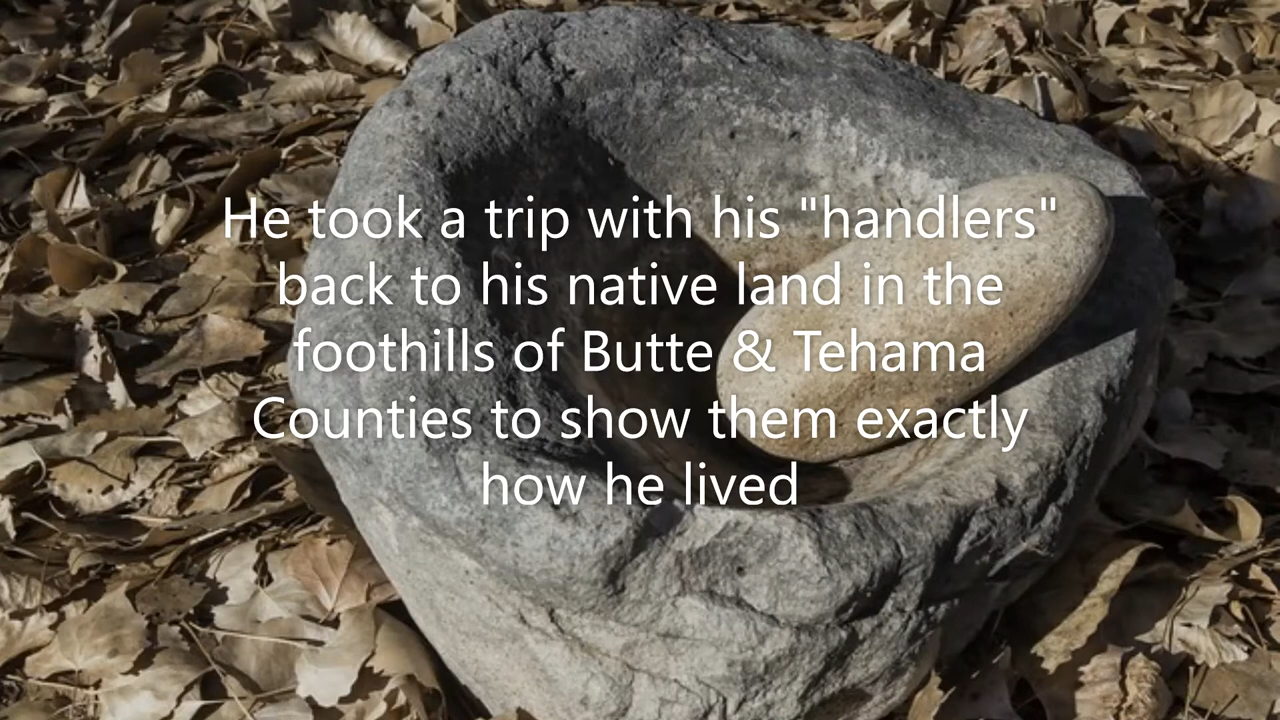 He took a trip with his "handlers"
back to his native land in the
foothills of Butte & Tehama
Counties to show them exactly
how he lived